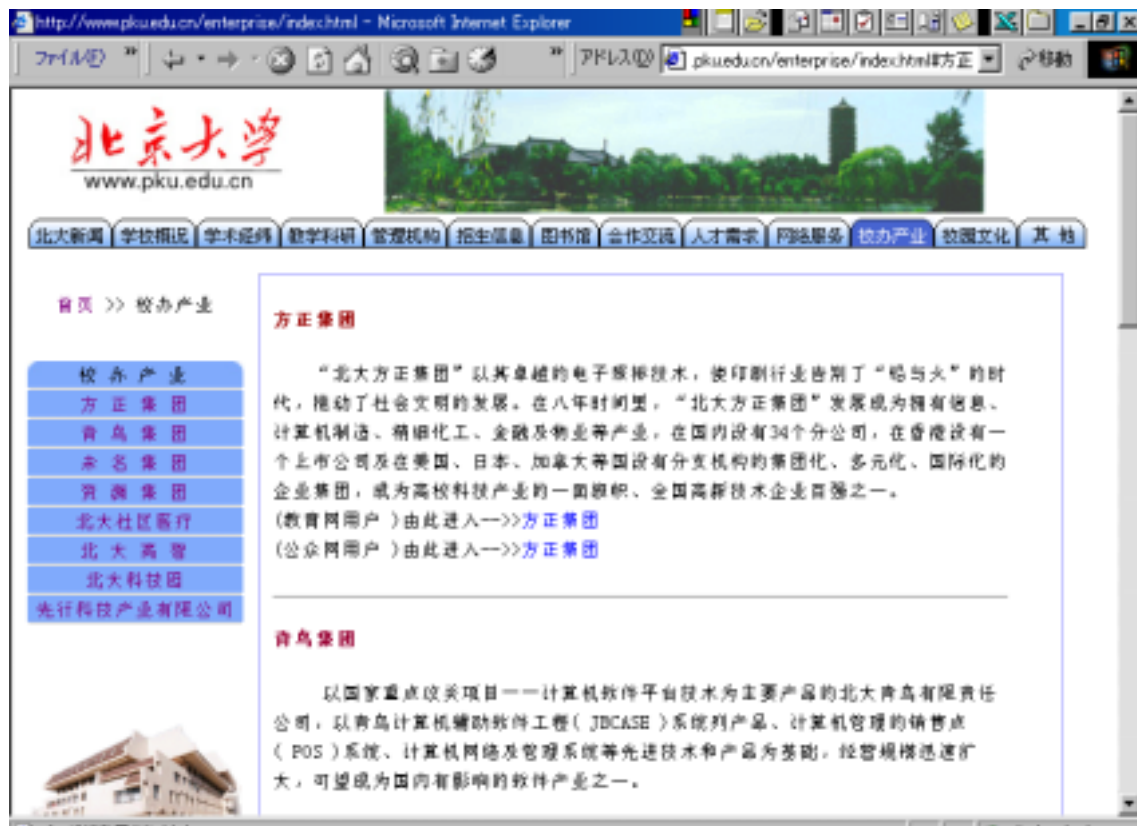 http://www.pku.edu.cn/enterprise/index.html - Microsoft Internet Explorer
ファイル(F) » » アドレス(D) .pku.edu.cn/enterprise/index.html#方正 移動
北京大学
www.pku.edu.cn
北大新闻 学校概况 学术经纬 教学科研 管理机构 招生信息 图书馆 合作交流 人才需求 网络服务 校办产业 校园文化 其 他
首页 >> 校办产业
校 办 产 业
方 正 集 团
青 鸟 集 团
未 名 集 团
资 源 集 团
北大社区医疗
北 大 高 智
北大科技园
先行科技产业有限公司
方正集团
“北大方正集团”以其卓越的电子照排技术，使印刷行业告别了“铅与火”的时
代，推动了社会文明的发展。在八年时间里，“北大方正集团”发展成为拥有信息、
计算机制造、精细化工、金融及物业等产业，在国内设有34个分公司，在香港设有一
个上市公司及在美国、日本、加拿大等国设有分支机构的集团化、多元化、国际化的
企业集团，成为高校科技产业的一面旗帜、全国高新技术企业百强之一。
(教育网用户 )由此进入-->>方正集团
(公众网用户 )由此进入-->>方正集团
青鸟集团
以国家重点攻关项目——计算机软件平台技术为主要产品的北大青鸟有限责任
公司，以青鸟计算机辅助软件工程( JBCASE )系统列产品、计算机管理的销售点
( POS )系统、计算机网络及管理系统等先进技术和产品为基础，经营规模迅速扩
大，可望成为国内有影响的软件产业之一。